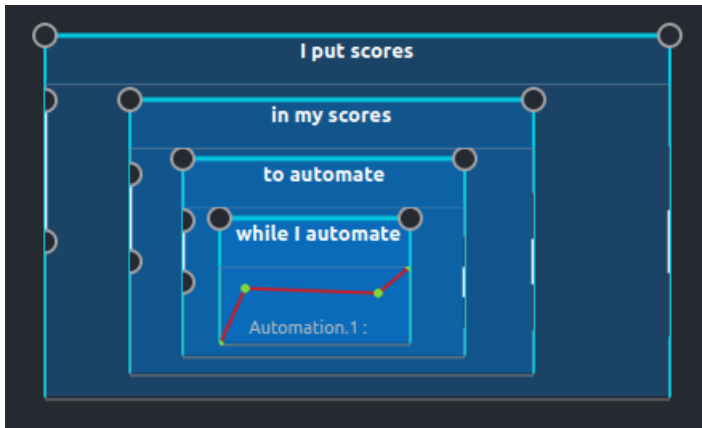 I put scores
in my scores
to automate
while I automate
Automation.1 :